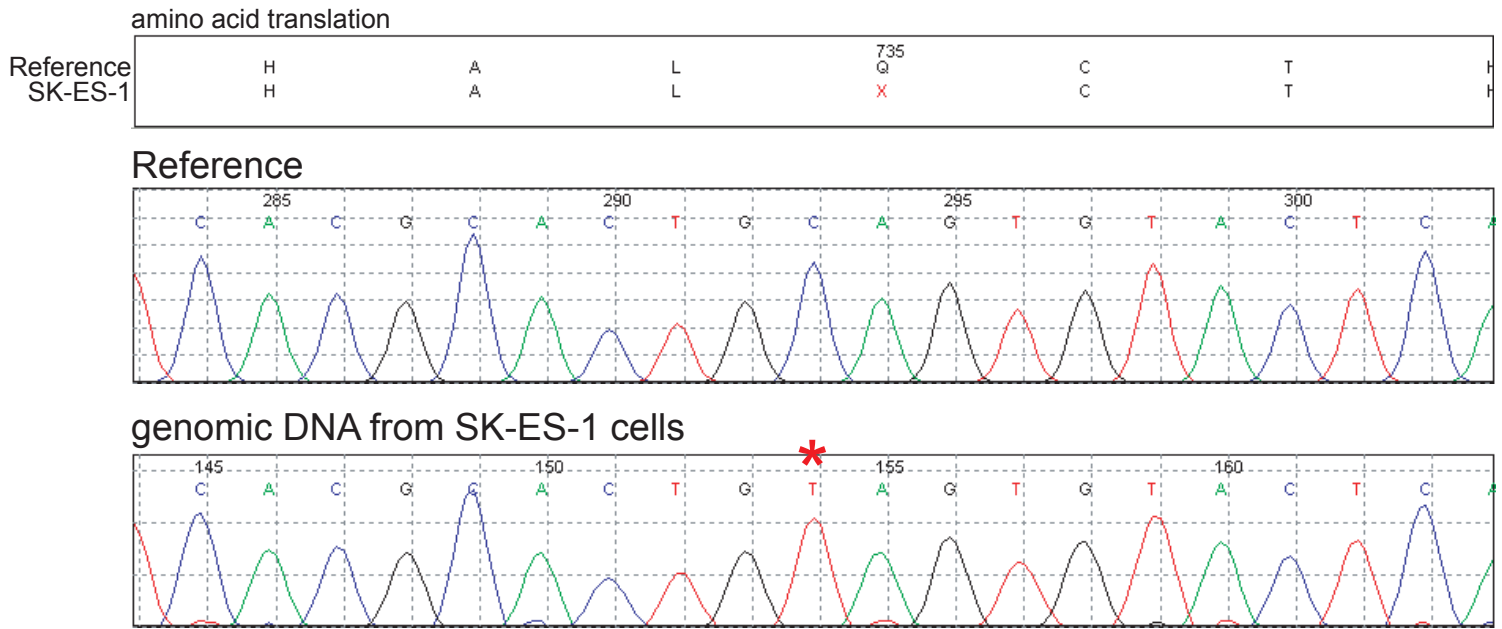 amino acid translation
735
Reference H A L Q C T H
SK-ES-1 H A L X C T H
Reference
285 290 295 300
C A C G C A C T G C A G T G T A C T C A
genomic DNA from SK-ES-1 cells
*
145 150 155 160
C A C G C A C T G T A G T G T A C T C A